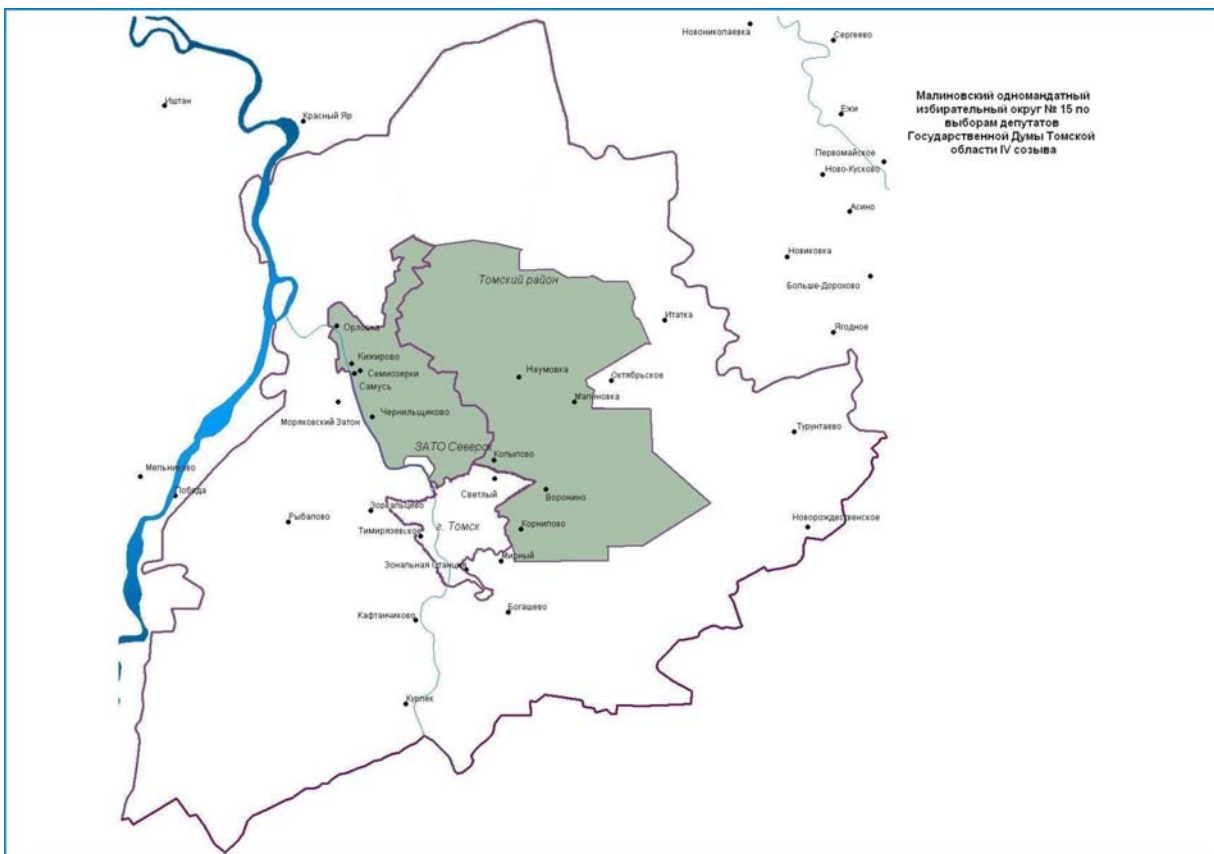 Новониколаевка
Сергеево
Малиновский одномандатный
избирательный округ № 15 по
выборам депутатов
Государственной Думы Томской
области IV созыва
Иштан
Красный Яр
Ежи
Первомайское
Ново-Кусково
Асино
Новиковка
Больше-Дорохово
Томский район
Итатка
Ягодное
Орловка
Кижирово
Семиозерки
Самусь
Наумовка
Октябрьское
Малиновка
Моряковский Затон
Чернильщиково
Турунтаево
ЗАТО Северск
Копылово
Мельниково
Победа
Светлый
Воронино
Зоркальцево
Рыбалово
г. Томск
Тимирязевское
Корнилово
Новорождественское
Мирный
Зональная Станция
Богашево
Кафтанчиково
Курлек